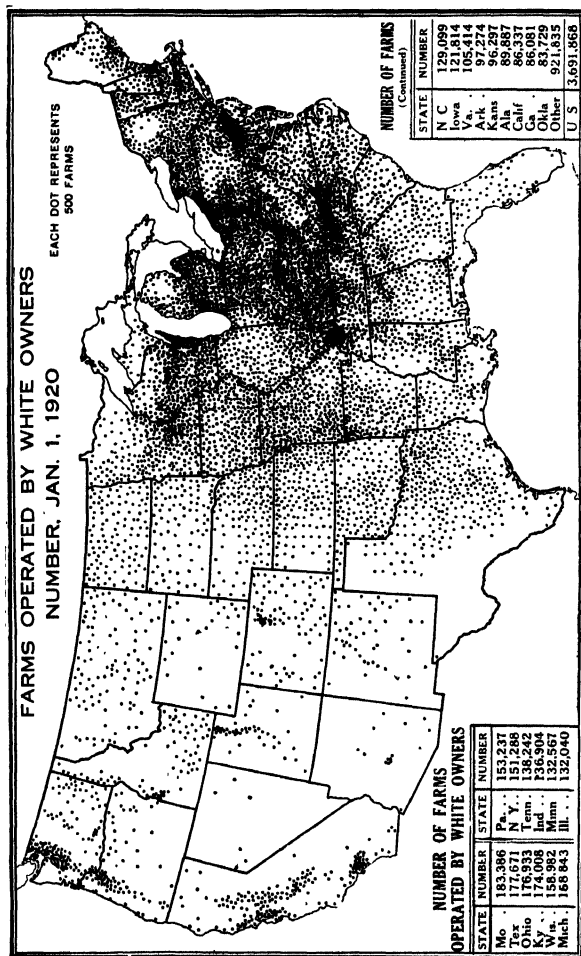 FARMS OPERATED BY WHITE OWNERS
NUMBER, JAN. 1, 1920
EACH DOT REPRESENTS
500 FARMS
NUMBER OF FARMS
OPERATED BY WHITE OWNERS
STATE NUMBER STATE NUMBER
Mo . 183,386 Pa. . 153,237
Tex 177,671 N Y. . 151,288
Ohio 176,933 Tenn. 138,242
Ky . 174,008 Ind . 136,904
Wis. 158,982 Minn 132,567
Mich. 158 843 Ill. . 132,040
NUMBER OF FARMS
(Continued)
STATE NUMBER
N C 129,099
Iowa 121,814
Va. . 105,414
Ark . 97,274
Kans 96,297
Ala 89,887
Calif 86,337
Ga 86,081
Okla 83,729
Other 921,835
U S 3,691,868